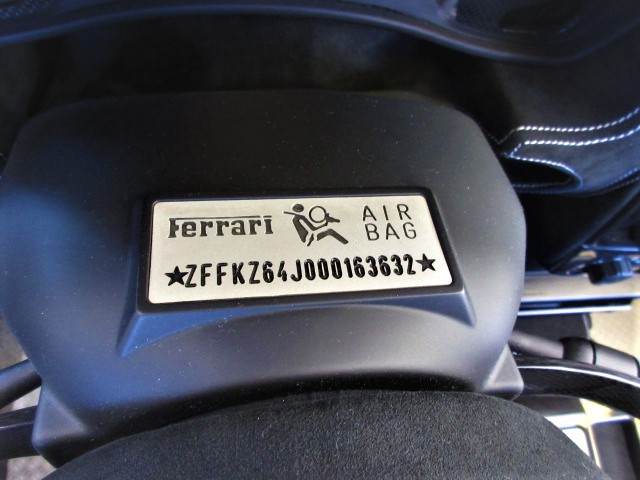 Ferrari
AIR
BAG
★ZFFKZ64J000163632★